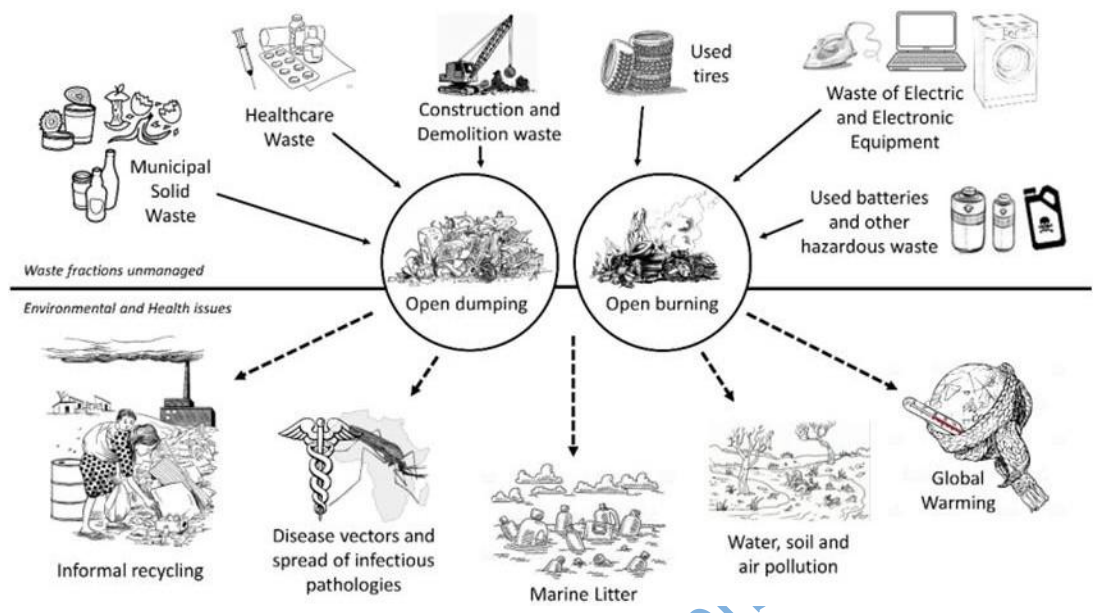 Healthcare
Waste
Construction and
Demolition waste
Used
tires
Waste of Electric
and Electronic
Equipment
Municipal
Solid
Waste
Used batteries
and other
hazardous waste
Waste fractions unmanaged
Open dumping
Open burning
Environmental and Health issues
Informal recycling
Disease vectors and
spread of infectious
pathologies
Marine Litter
Water, soil and
air pollution
Global
Warming